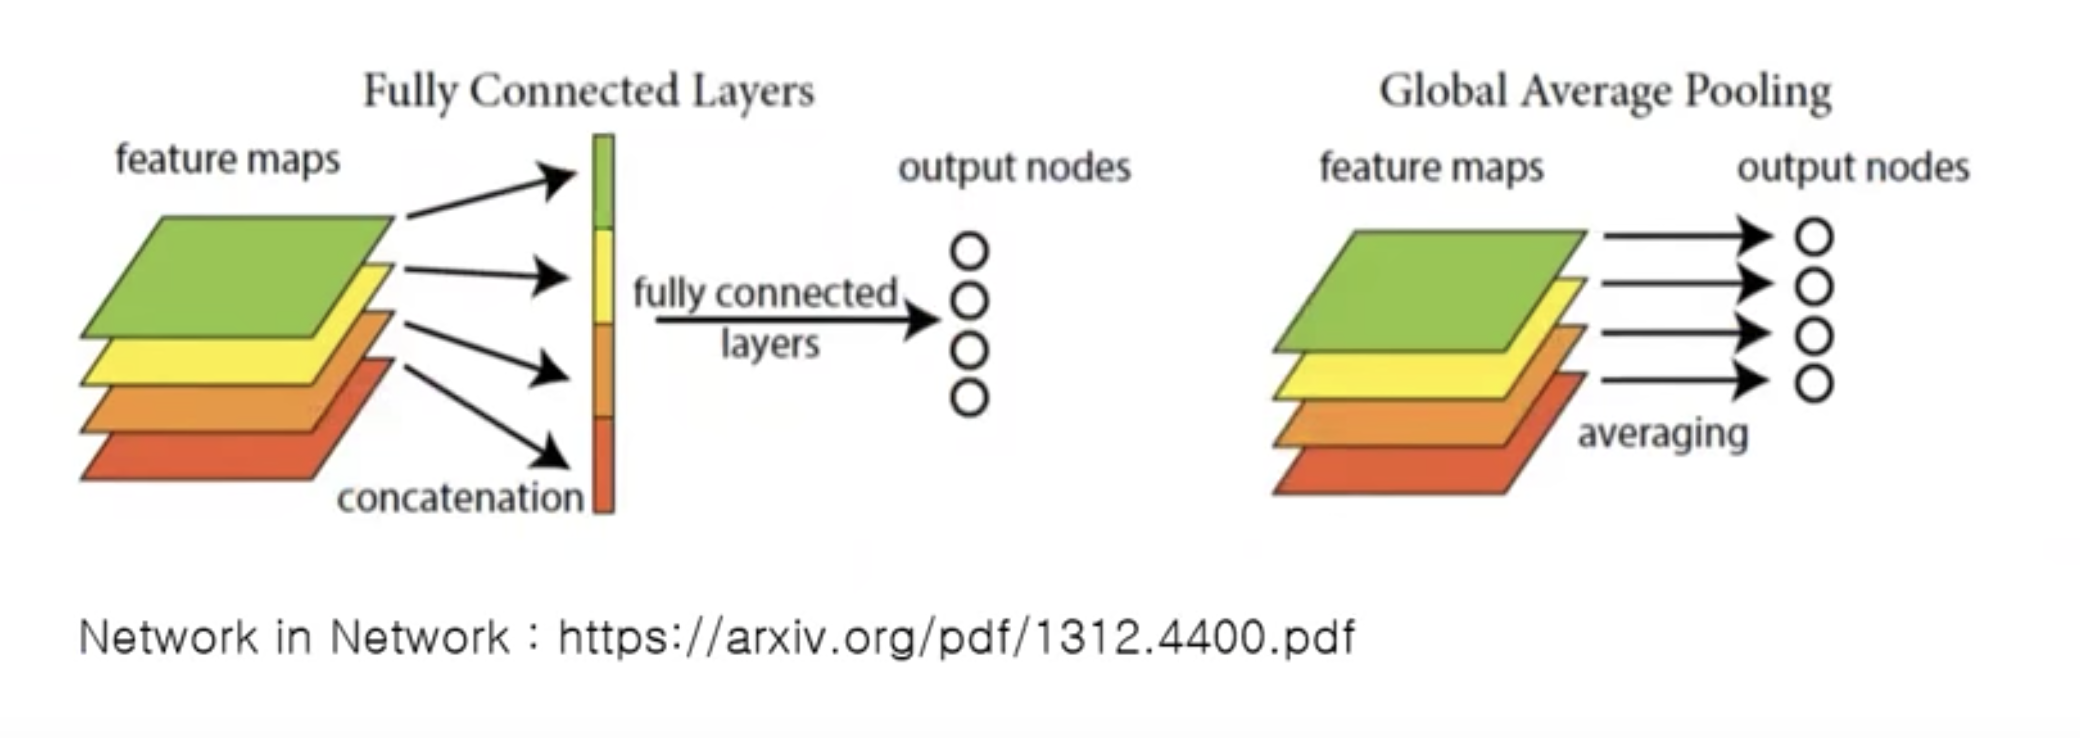 Fully Connected Layers
feature maps
output nodes
fully connected
layers
concatenation
Global Average Pooling
feature maps
output nodes
averaging
Network in Network : https://arxiv.org/pdf/1312.4400.pdf